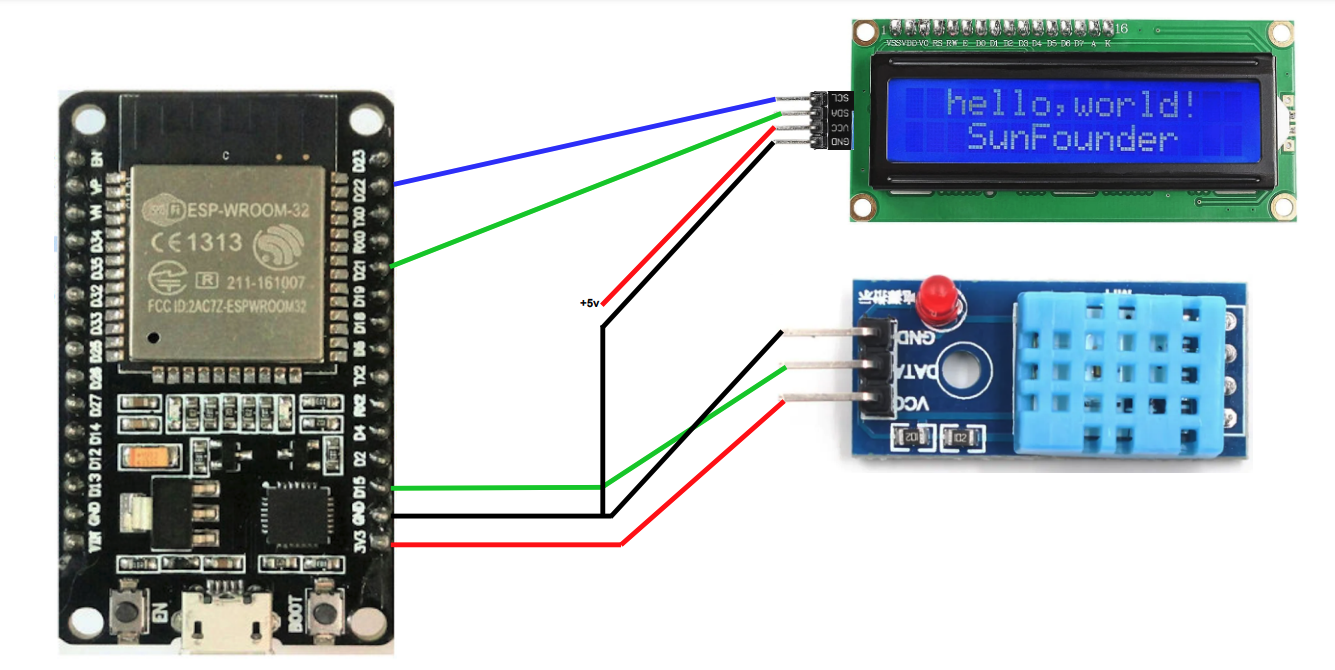 1
16
VSS VDD VO RS RW E D0 D1 D2 D3 D4 D5 D6 D7 A K
hello,world!
SunFounder
SCL
SDA
VCC
GND
C
EN
VP
VN
D34
D35
D32
D33
D25
D26
D27
D14
D12
D13
GND
VIN
D23
D22
TX0
RX0
D21
D19
D18
D5
TX2
RX2
D4
D2
D15
GND
3V3
WiFi ESP-WROOM-32
CE1313
R 211-161007
FCC ID:2AC7Z-ESPWROOM32
EN
BOOT
+5v
GND
DATA
VCC
102